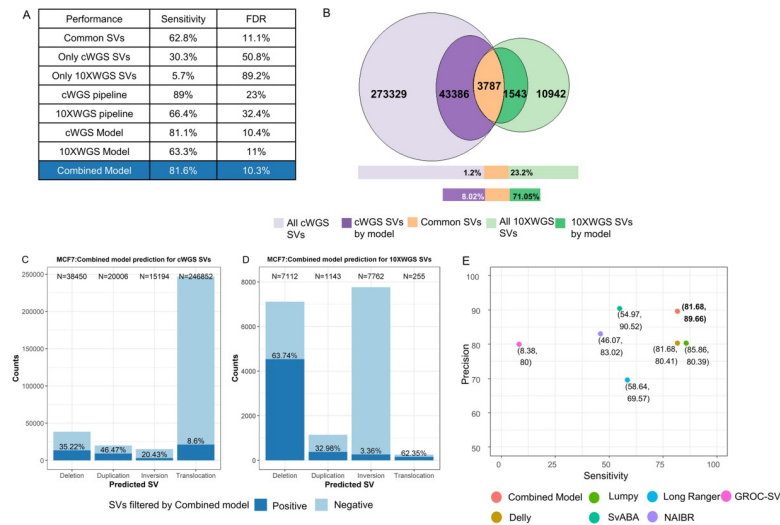 A
Performance Sensitivity FDR
Common SVs 62.8% 11.1%
Only cWGS SVs 30.3% 50.8%
Only 10XWGS SVs 5.7% 89.2%
cWGS pipeline 89% 23%
10XWGS pipeline 66.4% 32.4%
cWGS Model 81.1% 10.4%
10XWGS Model 63.3% 11%
Combined Model 81.6% 10.3%
B
273329 43386 3787 1543 10942
1.2% 23.2%
8.02% 71.05%
All cWGS SVs
cWGS SVs by model
Common SVs
All 10XWGS SVs
10XWGS SVs by model
C
MCF7:Combined model prediction for cWGS SVs
N=38450 N=20006 N=15194 N=246852
250000
200000
150000
100000
50000
0
Counts
35.22% 46.47% 20.43% 8.6%
Deletion Duplication Inversion Translocation
Predicted SV
D
MCF7:Combined model prediction for 10XWGS SVs
N=7112 N=1143 N=7762 N=255
8000
6000
4000
2000
0
Counts
63.74% 32.98% 3.36% 62.35%
Deletion Duplication Inversion Translocation
Predicted SV
SVs filtered by Combined model Positive Negative
E
100
90
80
70
60
50
Precision
(81.68, 89.66)
(54.97, 90.52)
(46.07, 83.02)
(8.38, 80)
(81.68, 80.41)
(85.86, 80.39)
(58.64, 69.57)
0 25 50 75 100
Sensitivity
Combined Model Lumpy Long Ranger GROC-SV
Delly SvABA NAIBR